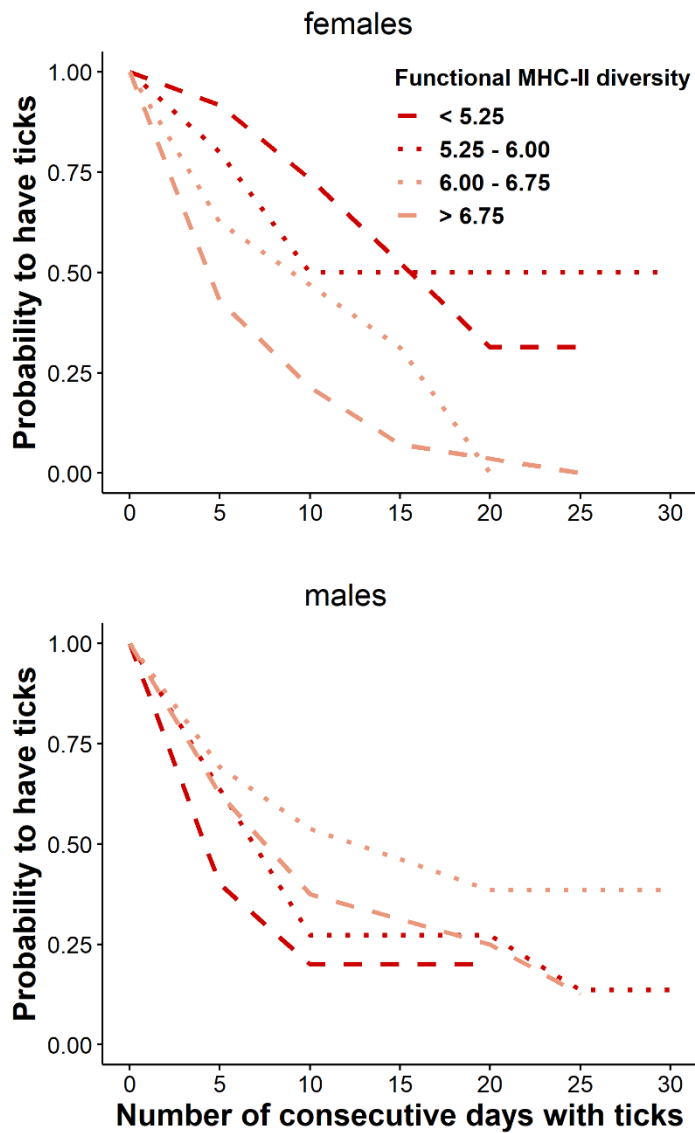 females
Probability to have ticks
1.00
0.75
0.50
0.25
0.00
Functional MHC-II diversity
< 5.25
5.25 - 6.00
6.00 - 6.75
> 6.75
0 5 10 15 20 25 30
males
Probability to have ticks
1.00
0.75
0.50
0.25
0.00
0 5 10 15 20 25 30
Number of consecutive days with ticks